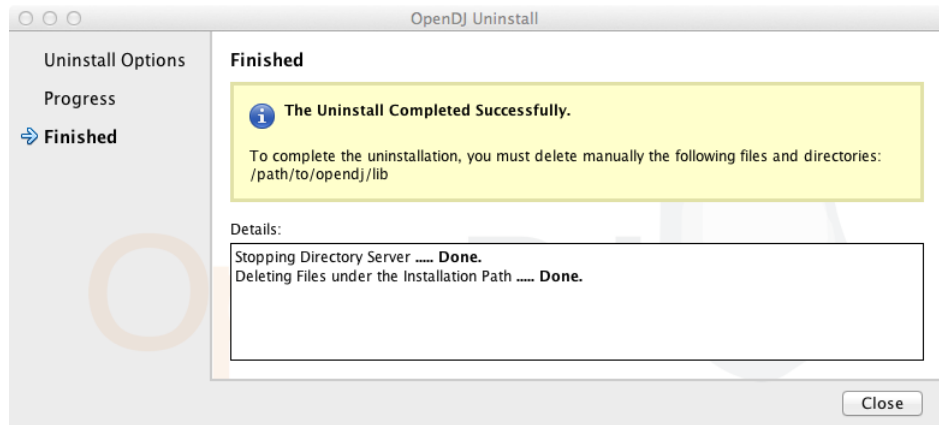 OpenDJ Uninstall
Uninstall Options
Progress
Finished
Finished
The Uninstall Completed Successfully.
To complete the uninstallation, you must delete manually the following files and directories:
/path/to/opendj/lib
Details:
Stopping Directory Server ..... Done.
Deleting Files under the Installation Path ..... Done.
Close